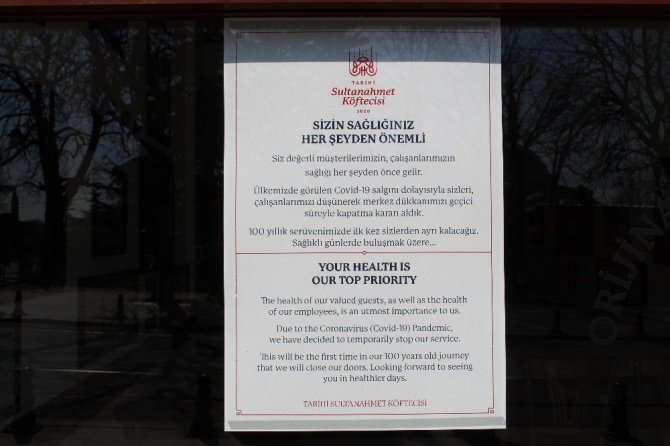 TARİHİ
Sultanahmet
Köftecisi
1920
SİZİN SAĞLIĞINIZ
HER ŞEYDEN ÖNEMLİ
Siz değerli müşterilerimizin, çalışanlarımızın
sağlığı her şeyden önce gelir.
Ülkemizde görülen Covid-19 salgını dolayısıyla sizleri,
çalışanlarımızı düşünerek merkez dükkanımızı geçici
süreyle kapatma kararı aldık.
100 yıllık serüvenimizde ilk kez sizlerden ayrı kalacağız.
Sağlıklı günlerde buluşmak üzere...
YOUR HEALTH IS
OUR TOP PRIORITY
The health of our valued guests, as well as the health
of our employees, is an utmost importance to us.
Due to the Coronavirus (Covid-19) Pandemic,
we have decided to temporarily stop our service.
This will be the first time in our 100 years old journey
that we will close our doors. Looking forward to seeing
you in healthier days.
TARİHİ SULTANAHMET KÖFTECİSİ
ORİJİN